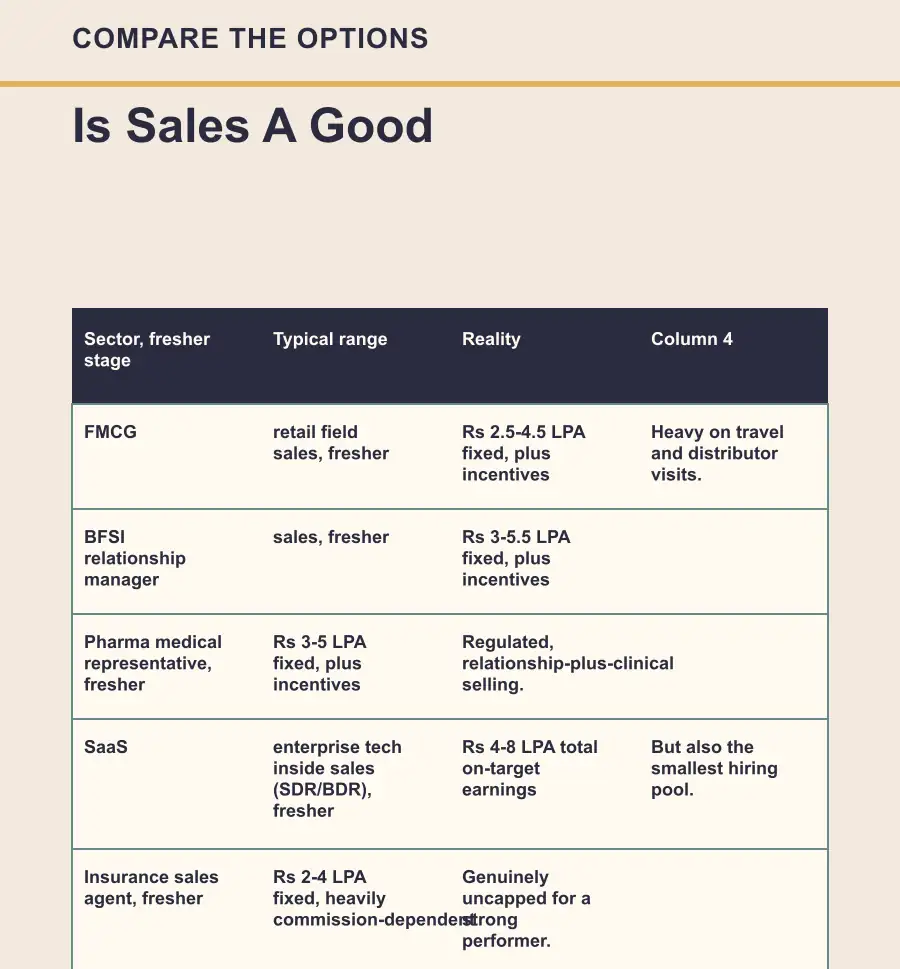 COMPARE THE OPTIONS
Is Sales A Good
Sector, fresher
stage
Typical range
Reality
Column 4
FMCG
retail field
sales, fresher
Rs 2.5-4.5 LPA
fixed, plus
incentives
Heavy on travel
and distributor
visits.
BFSI
relationship
manager
sales, fresher
Rs 3-5.5 LPA
fixed, plus
incentives
Pharma medical
representative,
fresher
Rs 3-5 LPA
fixed, plus
incentives
Regulated,
relationship-plus-clinical
selling.
SaaS
enterprise tech
inside sales
(SDR/BDR),
fresher
Rs 4-8 LPA total
on-target
earnings
But also the
smallest hiring
pool.
Insurance sales
agent, fresher
Rs 2-4 LPA
fixed, heavily
commission-dependent
Genuinely
uncapped for a
strong
performer.